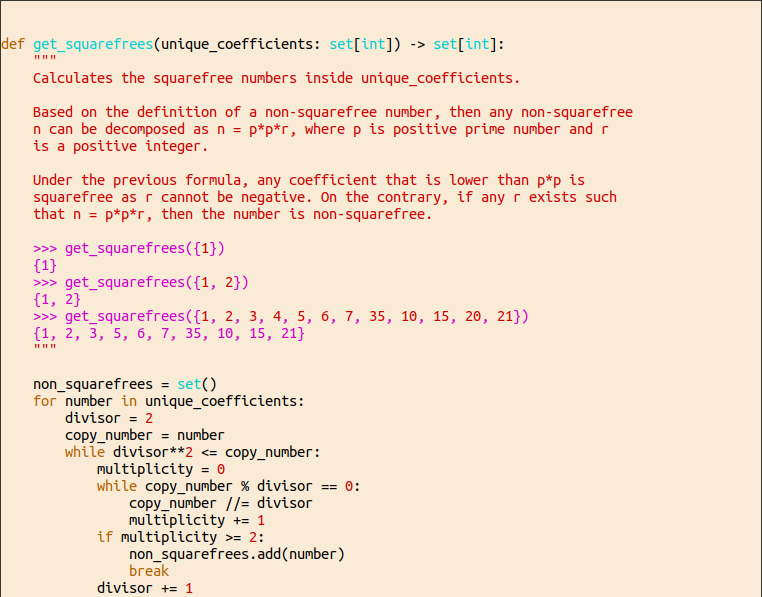 def get_squarefrees(unique_coefficients: set[int]) -> set[int]:
    """
    Calculates the squarefree numbers inside unique_coefficients.

    Based on the definition of a non-squarefree number, then any non-squarefree
    n can be decomposed as n = p*p*r, where p is positive prime number and r
    is a positive integer.

    Under the previous formula, any coefficient that is lower than p*p is
    squarefree as r cannot be negative. On the contrary, if any r exists such
    that n = p*p*r, then the number is non-squarefree.

    >>> get_squarefrees({1})
    {1}
    >>> get_squarefrees({1, 2})
    {1, 2}
    >>> get_squarefrees({1, 2, 3, 4, 5, 6, 7, 35, 10, 15, 20, 21})
    {1, 2, 3, 5, 6, 7, 35, 10, 15, 21}
    """

    non_squarefrees = set()
    for number in unique_coefficients:
        divisor = 2
        copy_number = number
        while divisor**2 <= copy_number:
            multiplicity = 0
            while copy_number % divisor == 0:
                copy_number //= divisor
                multiplicity += 1
            if multiplicity >= 2:
                non_squarefrees.add(number)
                break
            divisor += 1